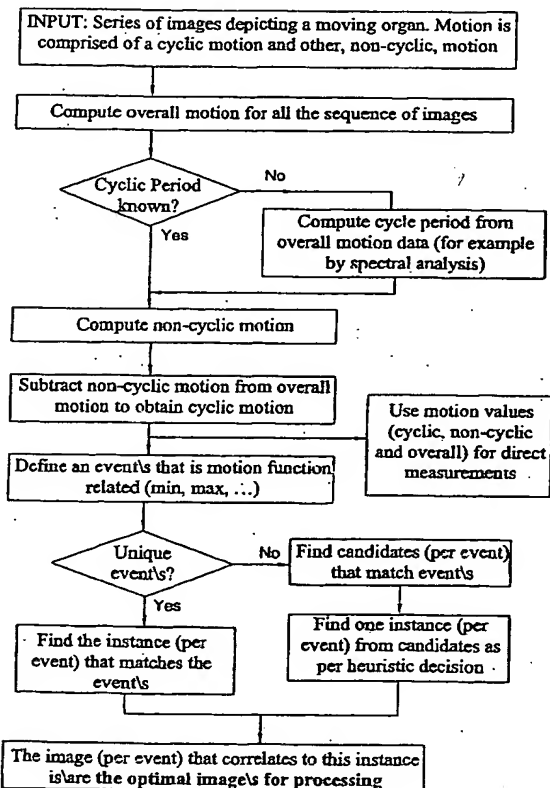 INPUT: Series of images depicting a moving organ. Motion is
comprised of a cyclic motion and other, non-cyclic, motion
Compute overall motion for all the sequence of images
Cyclic Period
known?
No
Yes
Compute cycle period from
overall motion data (for example
by spectral analysis)
Compute non-cyclic motion
Subtract non-cyclic motion from overall
motion to obtain cyclic motion
Use motion values
(cyclic, non-cyclic
and overall) for direct
measurements
Define an event\s that is motion function
related (min, max, ...)
Unique
event\s?
No
Yes
Find candidates (per event)
that match event\s
Find the instance (per
event) that matches the
event\s
Find one instance (per
event) from candidates as
per heuristic decision
The image (per event) that correlates to this instance
is\are the optimal image\s for processing